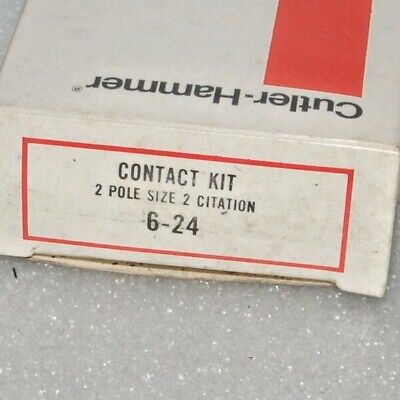 Cutler-Hammer®
CONTACT KIT
2 POLE SIZE 2 CITATION
6-24